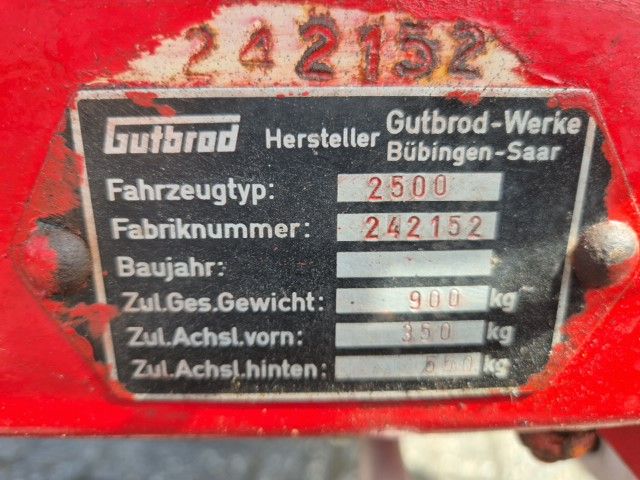 242152
Gutbrod Hersteller Gutbrod-Werke
Bübingen-Saar
Fahrzeugtyp: 2500
Fabriknummer: 242152
Baujahr:
Zul.Ges.Gewicht: 900 kg
Zul.Achsl.vorn: 350 kg
Zul.Achsl.hinten: 550 kg